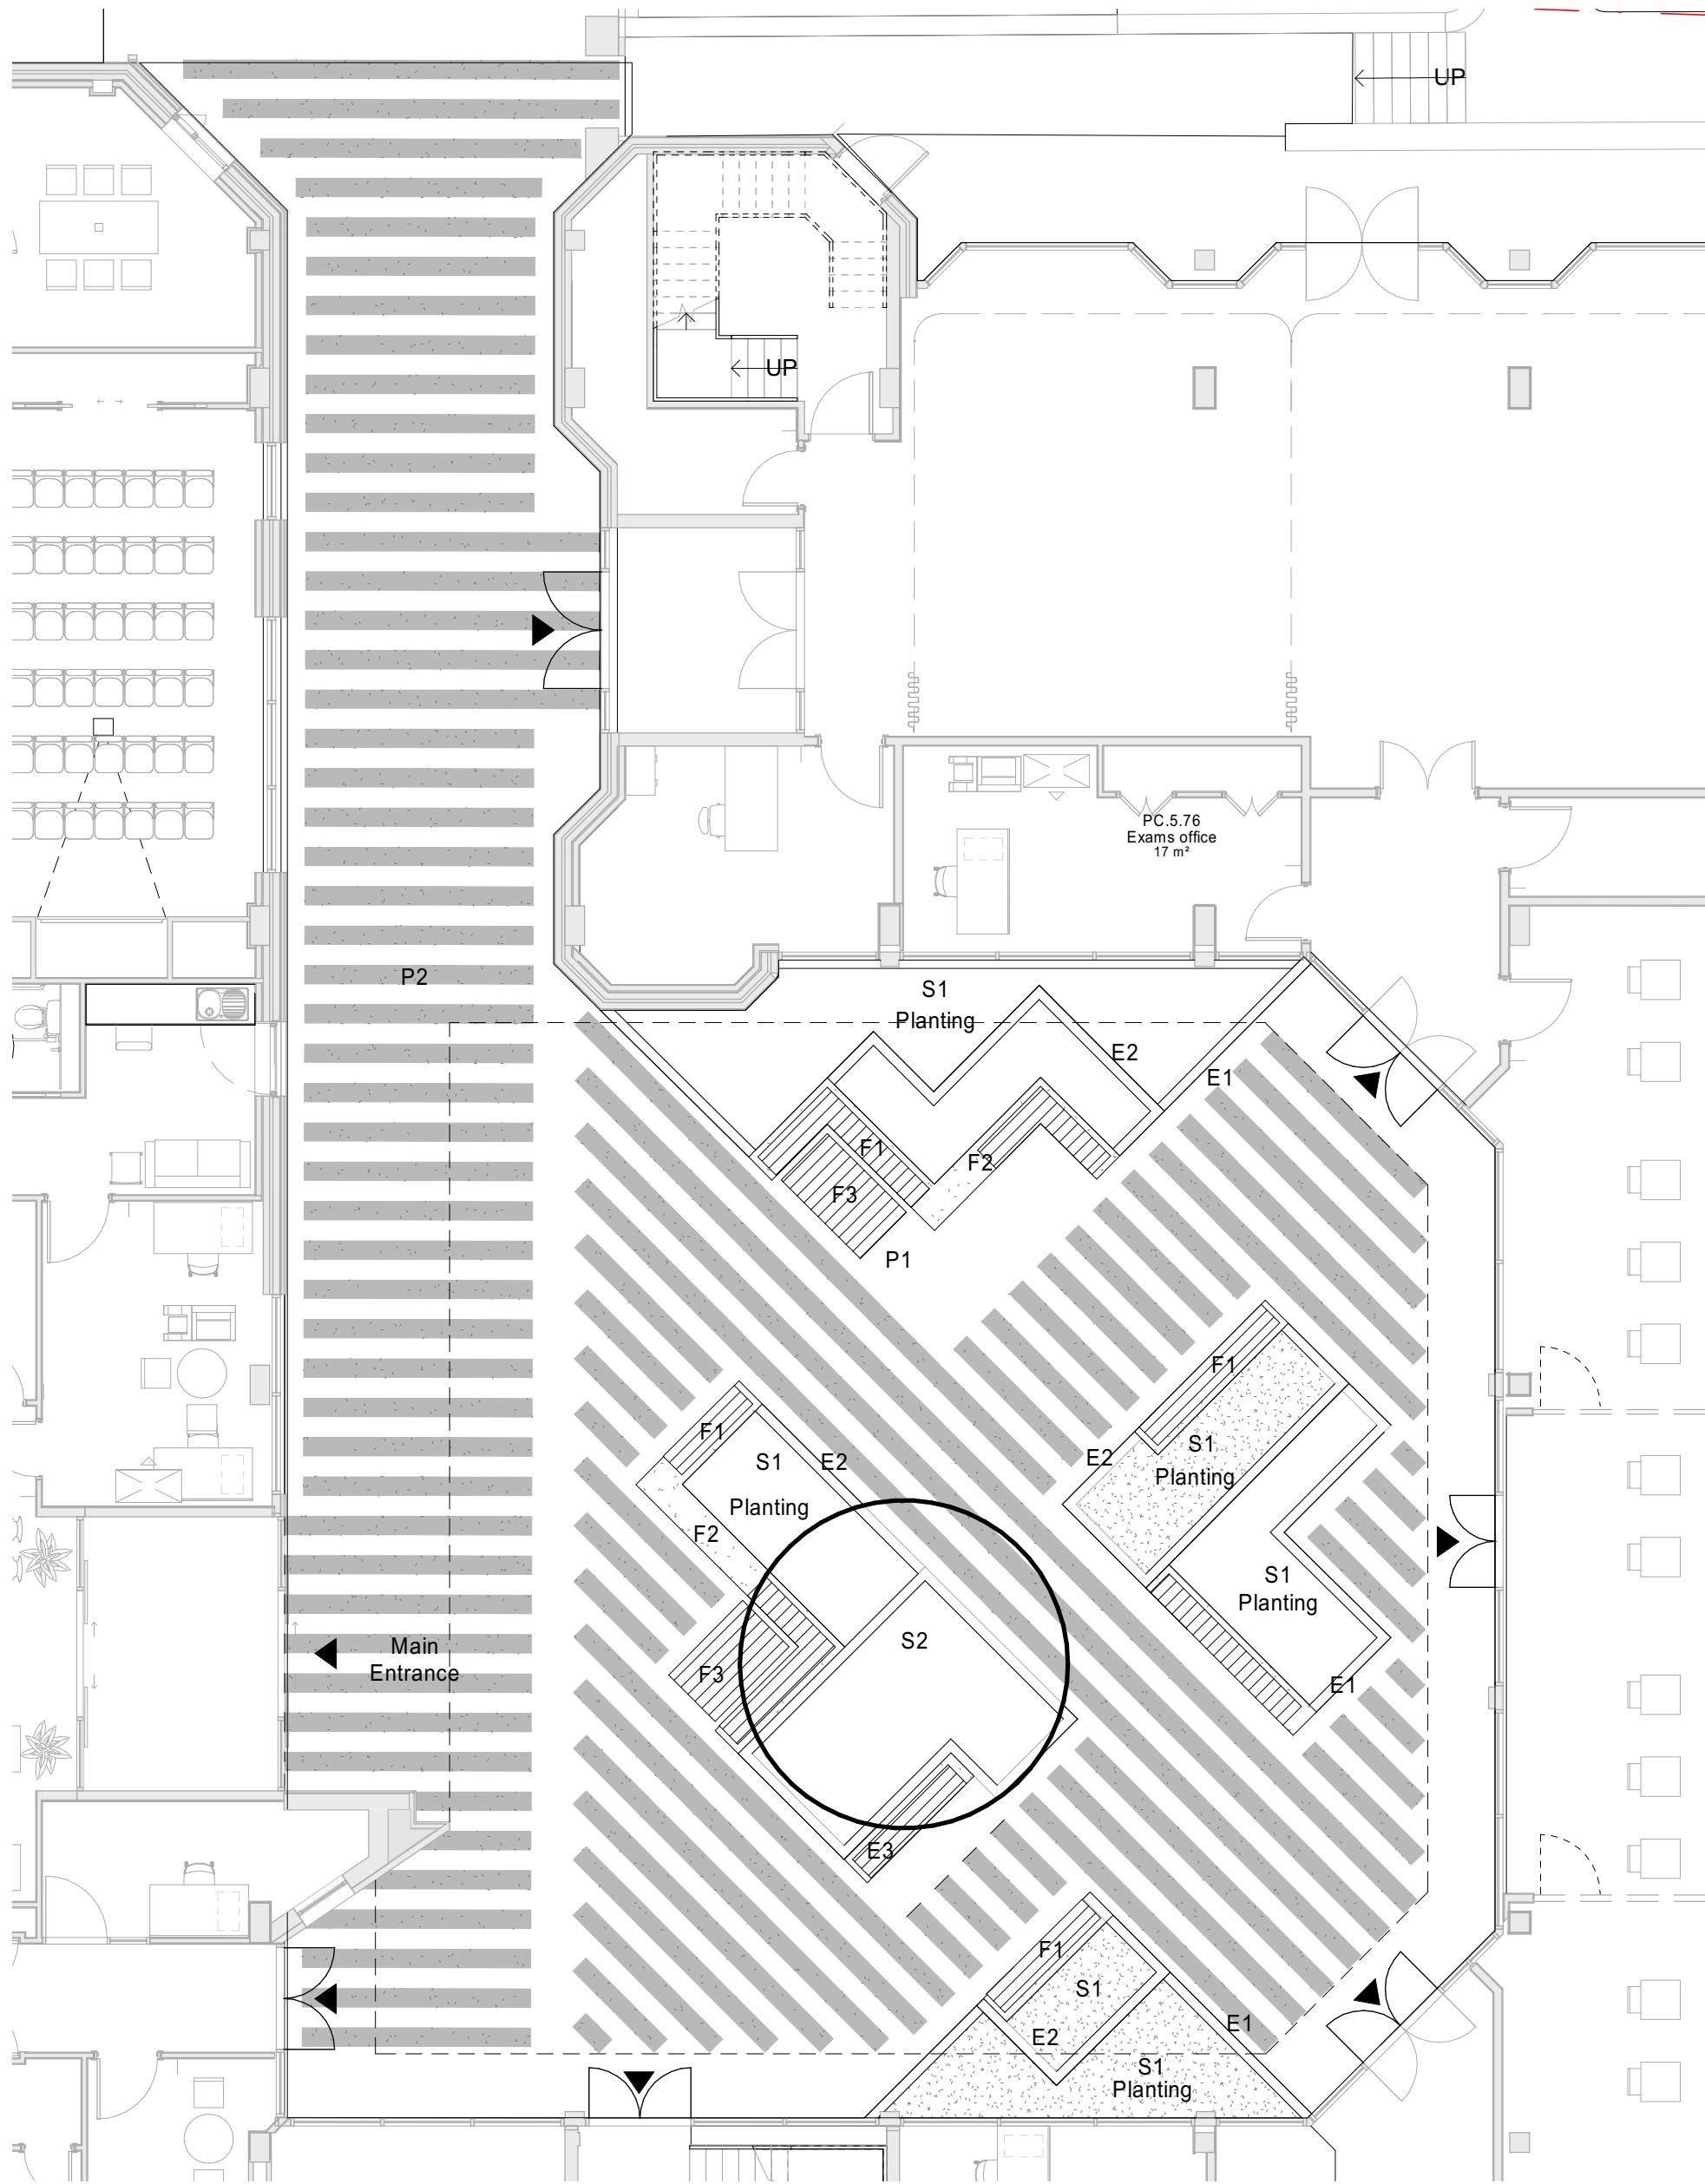 UP
UP
PC.5.76
Exams office
17 m²
P2
S1
Planting
E2
E1
F1
F2
F3
P1
F1
F1
S1
E2
S1
E2
Planting
Planting
F2
S1
Planting
S2
Main
Entrance
F3
E1
E3
F1
S1
E1
E2
S1
Planting